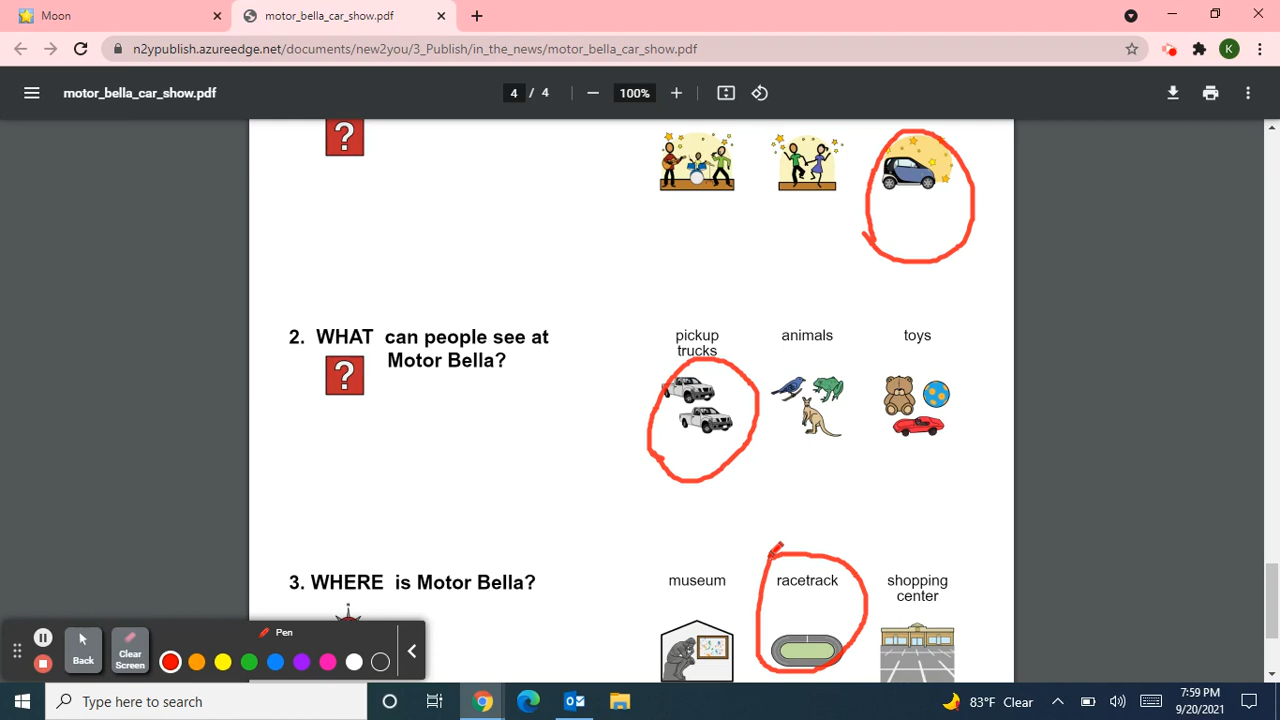 Moon
motor_bella_car_show.pdf
n2ypublish.azureedge.net/documents/new2you/3_Publish/in_the_news/motor_bella_car_show.pdf
K
motor_bella_car_show.pdf
4 / 4
100%
?
2. WHAT can people see at
Motor Bella?
?
pickup
trucks
animals
toys
3. WHERE is Motor Bella?
museum
racetrack
shopping
center
Pen
Back
Clear
Screen
Type here to search
83°F Clear
7:59 PM
9/20/2021